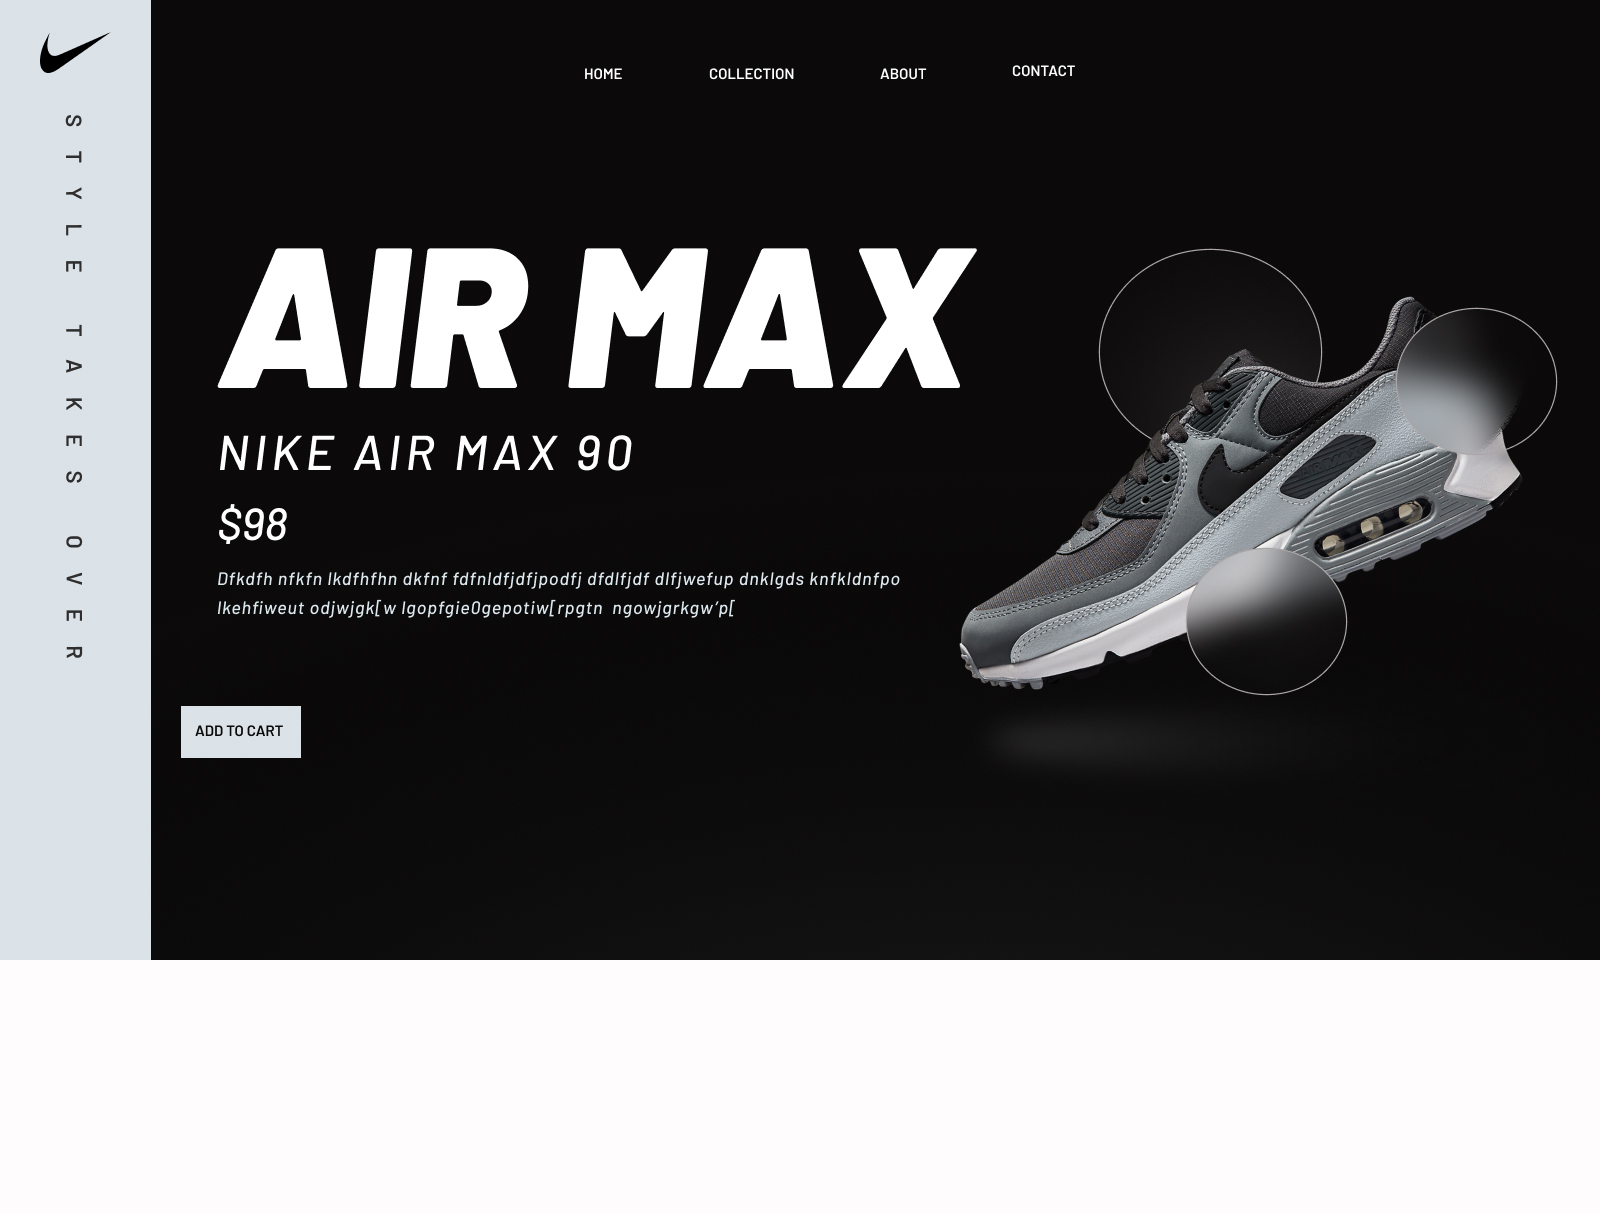 HOME
COLLECTION
ABOUT
CONTACT
STYLE TAKES OVER
AIR MAX
NIKE AIR MAX 90
$98
Dfkdfh nfkfn lkdfhfhn dkfnf fdfnldfjdfjpodfj dfdlfjdf dlfjwefup dnklgds knfkldnfpo
lkehfiweut odjwjgk[w lgopfgie0gepotiw[rpgtn  ngowjgrkgw’p[
ADD TO CART